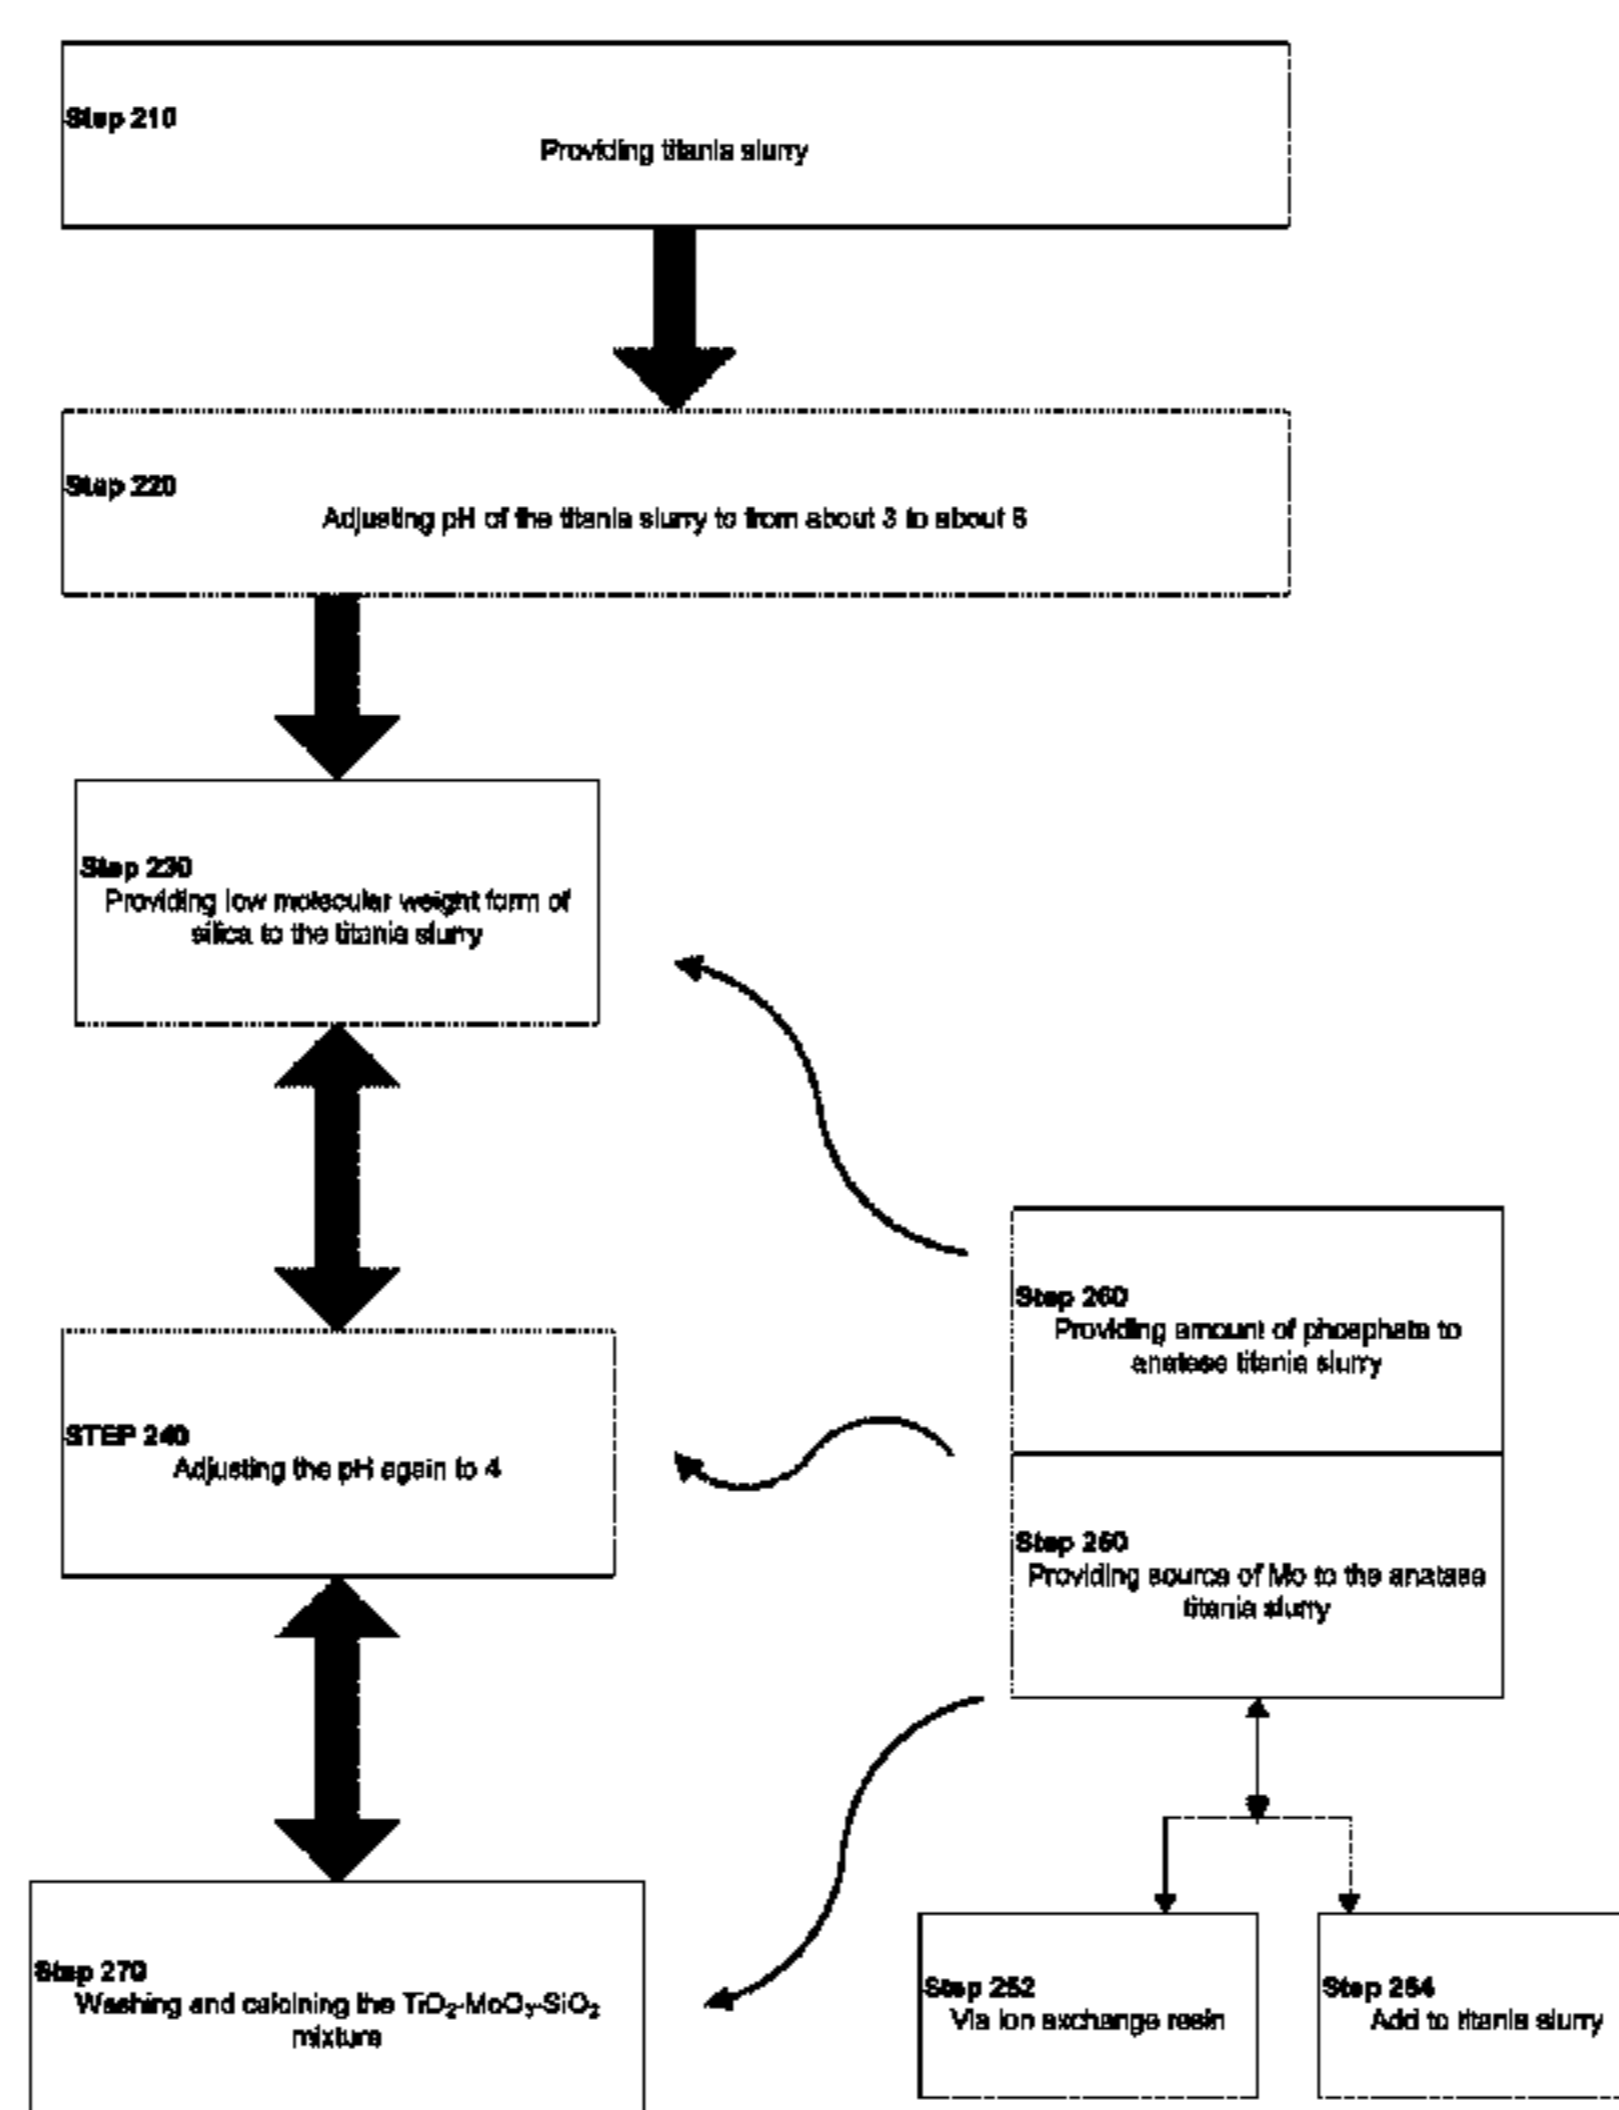 Step 210
Providing titania slurry
Step 220
Adjusting pH of the titania slurry to from about 3 to about
Step 230
Providing low molecular weight form of
silica to the titania slurry
Step 260
Providing amount of phosphate to
anatase titania slurry
STEP 240
Adjusting the pH again to 4
Step 250
Providing source of Mo to the anatase
titania slurry
Step 270
Washing and calcining the TiO₂-MoO₃-SiO₂
mixture
Step 252
Via ion exchange resin
Step 254
Add to titania slurry